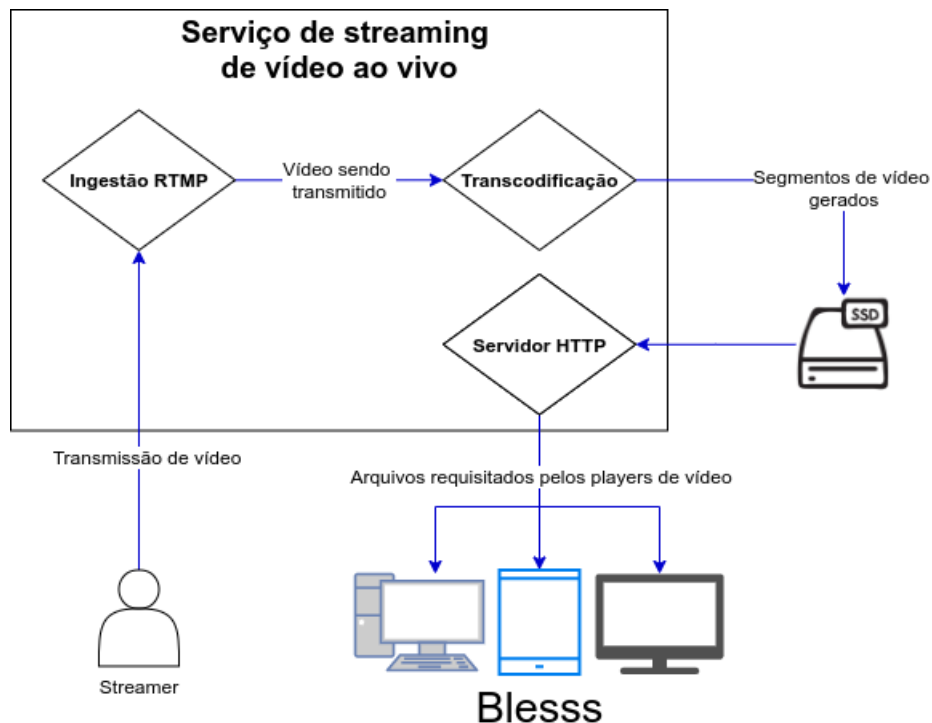 Serviço de streaming
de vídeo ao vivo
Ingestão RTMP
Vídeo sendo
transmitido
Transcodificação
Segmentos de vídeo
gerados
SSD
Servidor HTTP
Transmissão de vídeo
Arquivos requisitados pelos players de vídeo
Streamer
Blesss